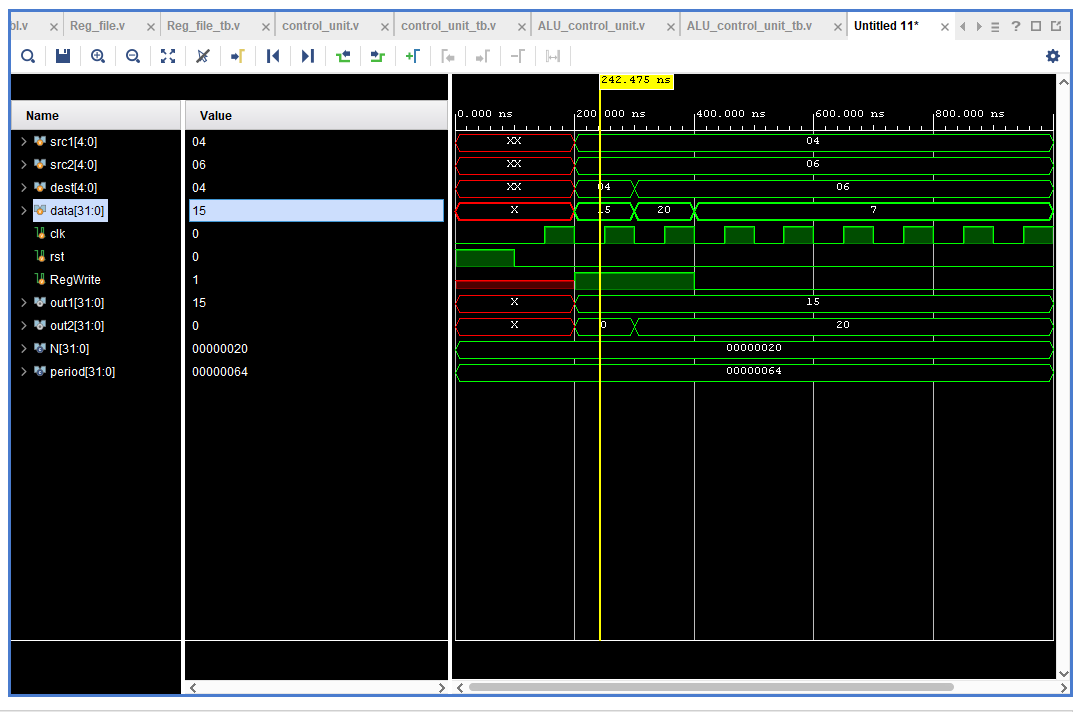 ol.v Reg_file.v Reg_file_tb.v control_unit.v control_unit_tb.v ALU_control_unit.v ALU_control_unit_tb.v Untitled 11*
242.475 ns
Name Value
0.000 ns 200.000 ns 400.000 ns 600.000 ns 800.000 ns
src1[4:0] 04 XX 04
src2[4:0] 06 XX 06
dest[4:0] 04 XX 04 06
data[31:0] 15 X 15 20 7
clk 0
rst 0
RegWrite 1
out1[31:0] 15 X 15
out2[31:0] 0 X 0 20
N[31:0] 00000020 00000020
period[31:0] 00000064 00000064